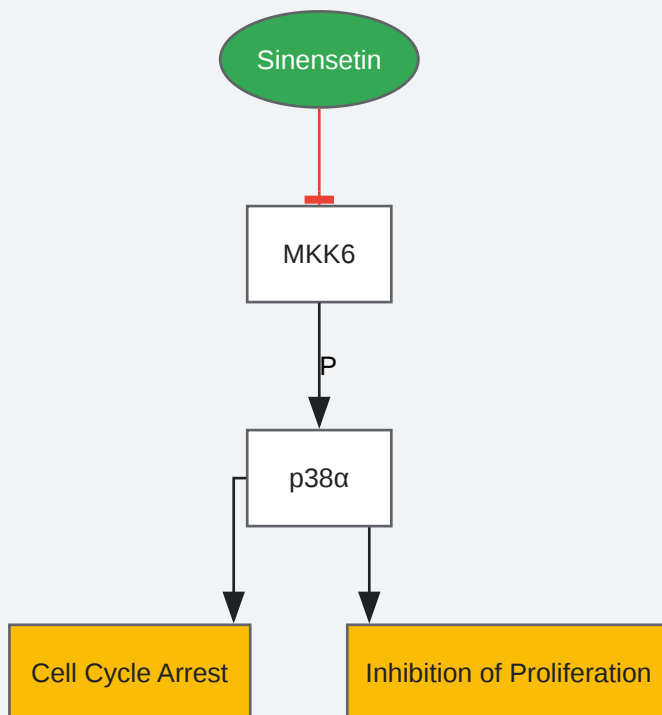 Sinensetin
MKK6
P
p38α
Cell Cycle Arrest
Inhibition of Proliferation